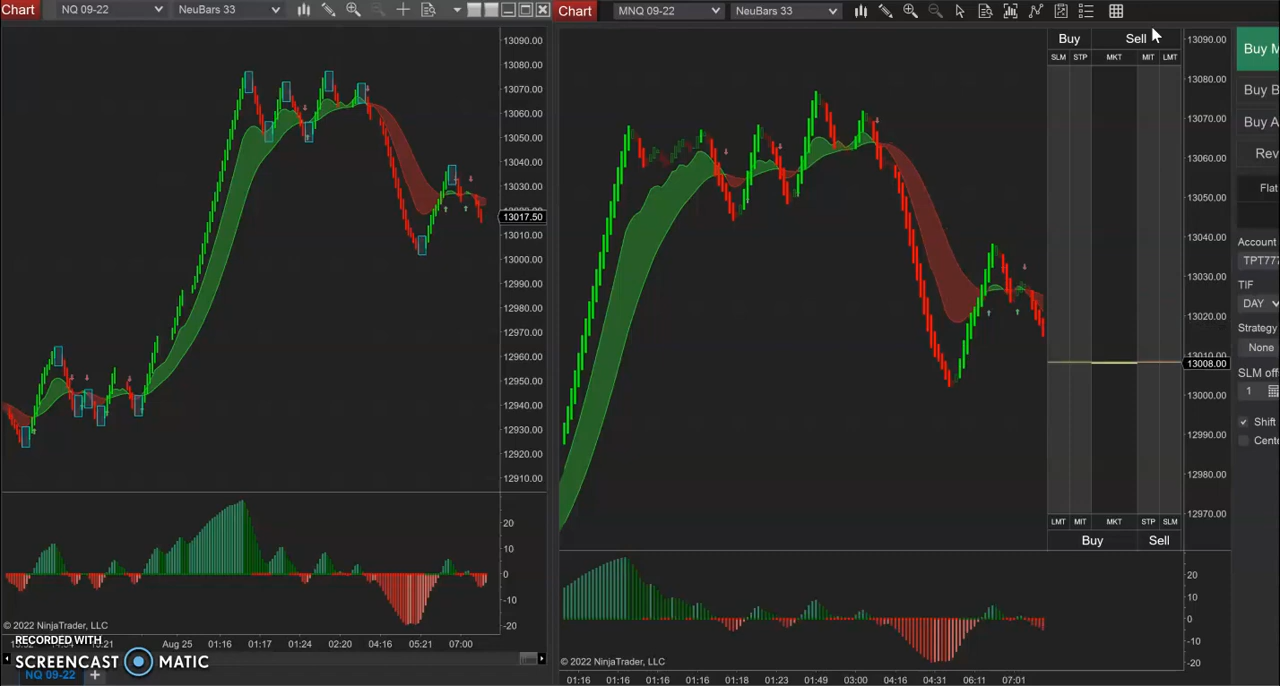 Chart NQ 09-22 NeuBars 33
13090.00
13080.00
13070.00
13060.00
13050.00
13040.00
13030.00
13017.50
13010.00
13000.00
12990.00
12980.00
12970.00
12960.00
12950.00
12940.00
12930.00
12920.00
12910.00
20
10
0
-10
-20
© 2022 NinjaTrader, LLC
13:21 Aug 25 01:16 01:17 01:24 02:20 04:16 05:21 07:00
RECORDED WITH
SCREENCAST MATIC
NQ 09-22 +
Chart MNQ 09-22 NeuBars 33
Buy Sell
SLM STP MKT MIT LMT
13090.00
13080.00
13070.00
13060.00
13050.00
13040.00
13030.00
13020.00
13008.00
13000.00
12990.00
12980.00
12970.00
LMT MIT MKT STP SLM
Buy Sell
20
10
0
-10
-20
© 2022 NinjaTrader, LLC
01:16 01:16 01:16 01:16 01:18 01:23 01:49 03:00 04:16 04:31 06:11 07:01
Buy M
Buy B
Buy A
Rev
Flat
Account
TPT777
TIF
DAY
Strategy
None
SLM off
1
Shift
Cente